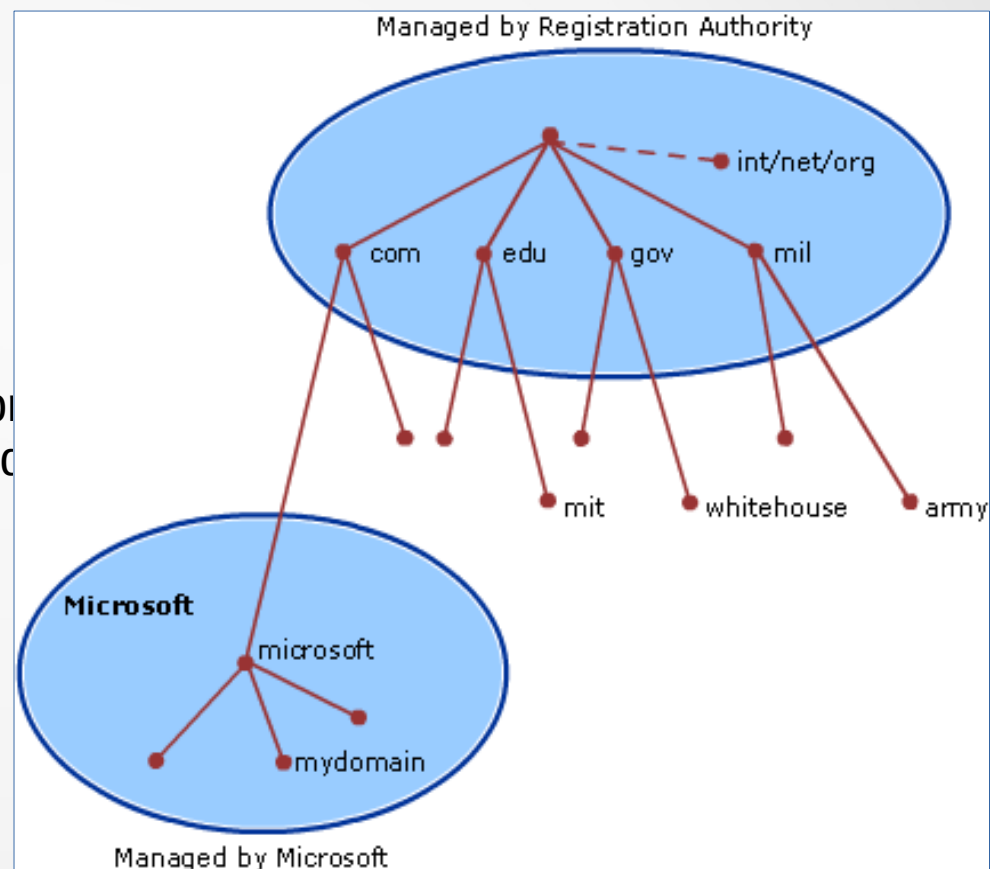 Managed by Registration Authority
int/net/org
com
edu
gov
mil
mit
whitehouse
army
Microsoft
microsoft
mydomain
Managed by Microsoft